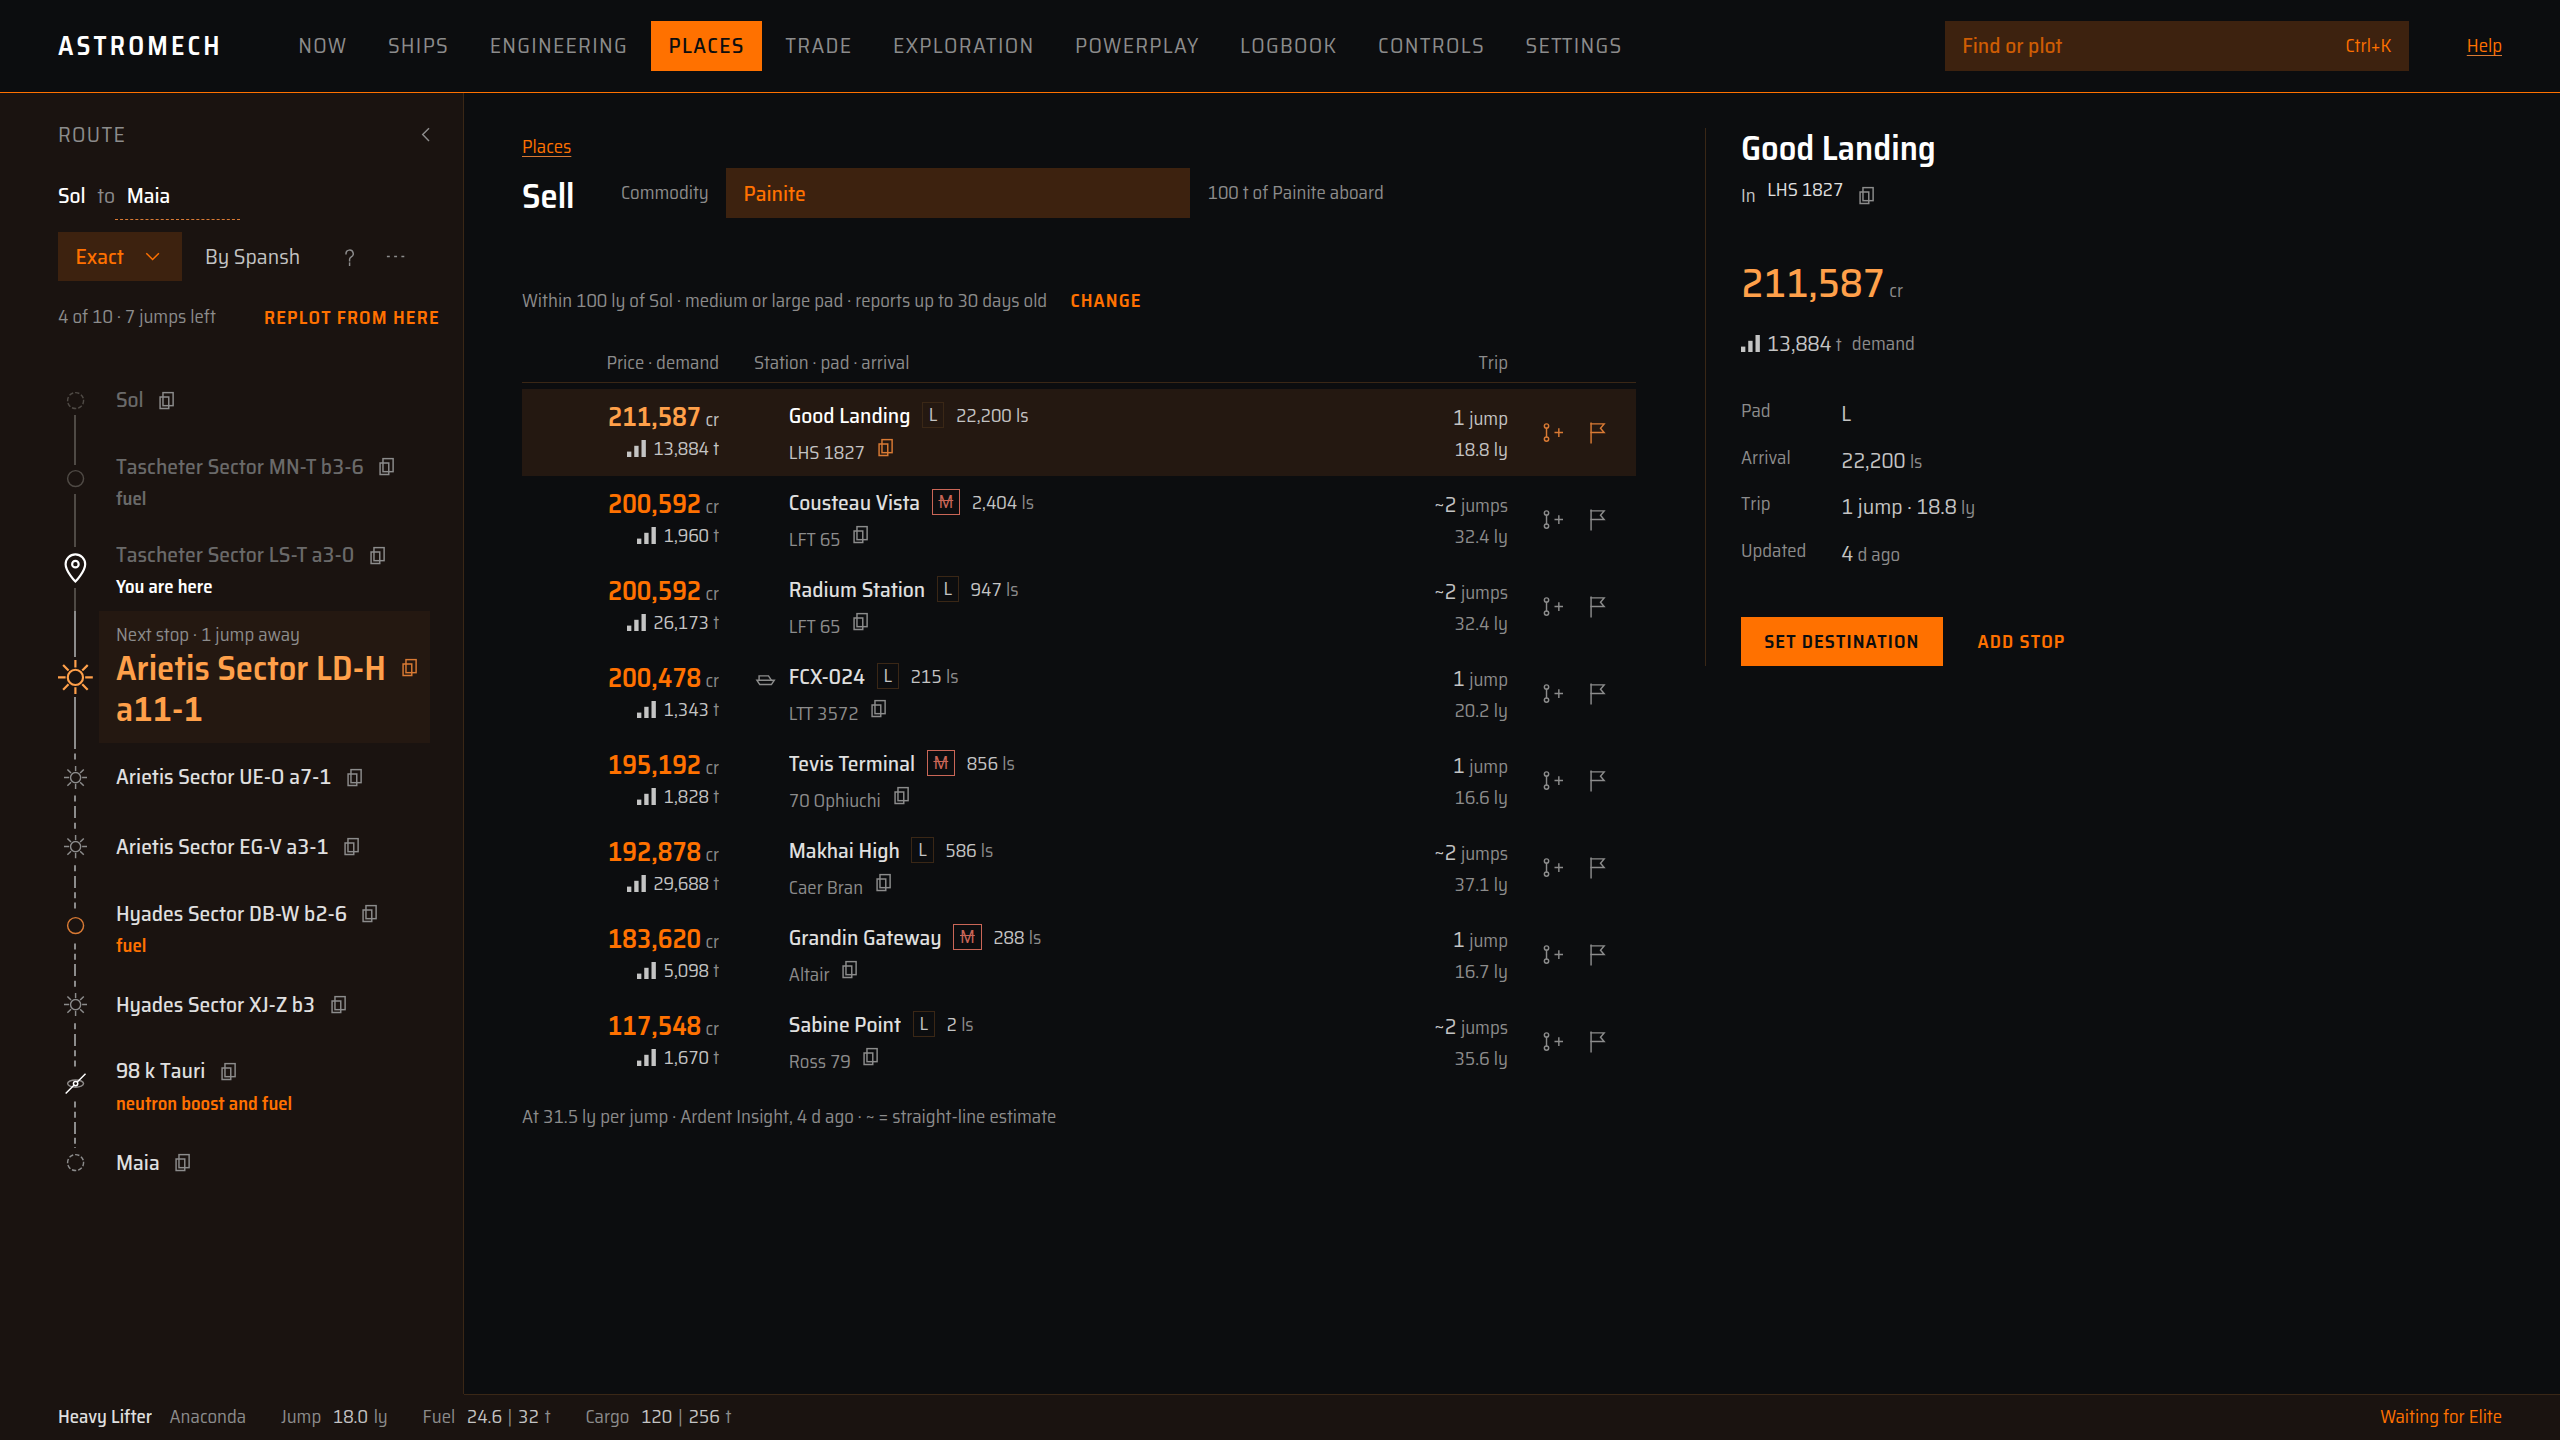 ASTROMECH NOW SHIPS ENGINEERING PLACES TRADE EXPLORATION POWERPLAY LOGBOOK CONTROLS SETTINGS Find or plot Ctrl+K Help
ROUTE
Sol to Maia
Exact By Spansh ? ...
4 of 10 · 7 jumps left REPLOT FROM HERE
Sol
Tascheter Sector MN-T b3-6
fuel
Tascheter Sector LS-T a3-0
You are here
Next stop · 1 jump away
Arietis Sector LD-H
a11-1
Arietis Sector UE-O a7-1
Arietis Sector EG-V a3-1
Hyades Sector DB-W b2-6
fuel
Hyades Sector XJ-Z b3
98 k Tauri
neutron boost and fuel
Maia
Places
Sell Commodity Painite 100 t of Painite aboard
Within 100 ly of Sol · medium or large pad · reports up to 30 days old CHANGE
Price · demand Station · pad · arrival Trip
211,587 cr Good Landing L 22,200 ls 1 jump
13,884 t LHS 1827 18.8 ly
200,592 cr Cousteau Vista M 2,404 ls ~2 jumps
1,960 t LFT 65 32.4 ly
200,592 cr Radium Station L 947 ls ~2 jumps
26,173 t LFT 65 32.4 ly
200,478 cr FCX-024 L 215 ls 1 jump
1,343 t LTT 3572 20.2 ly
195,192 cr Tevis Terminal M 856 ls 1 jump
1,828 t 70 Ophiuchi 16.6 ly
192,878 cr Makhai High L 586 ls ~2 jumps
29,688 t Caer Bran 37.1 ly
183,620 cr Grandin Gateway M 288 ls 1 jump
5,098 t Altair 16.7 ly
117,548 cr Sabine Point L 2 ls ~2 jumps
1,670 t Ross 79 35.6 ly
At 31.5 ly per jump · Ardent Insight, 4 d ago · ~ = straight-line estimate
Good Landing
In LHS 1827
211,587 cr
13,884 t demand
Pad L
Arrival 22,200 ls
Trip 1 jump · 18.8 ly
Updated 4 d ago
SET DESTINATION ADD STOP
Heavy Lifter Anaconda Jump 18.0 ly Fuel 24.6 | 32 t Cargo 120 | 256 t Waiting for Elite